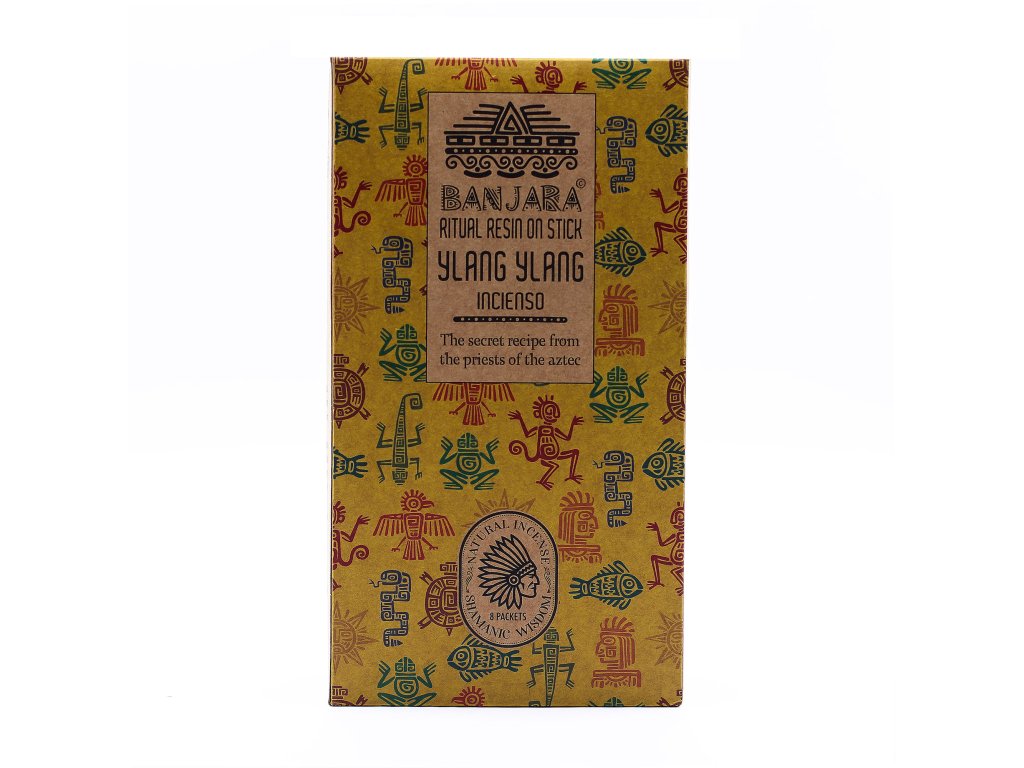 BANJARA©
RITUAL RESIN ON STICK
YLANG YLANG
INCIENSO
The secret recipe from
the priests of the aztec
NATURAL INCENSE
8 PACKETS
SHAMANIC WISDOM